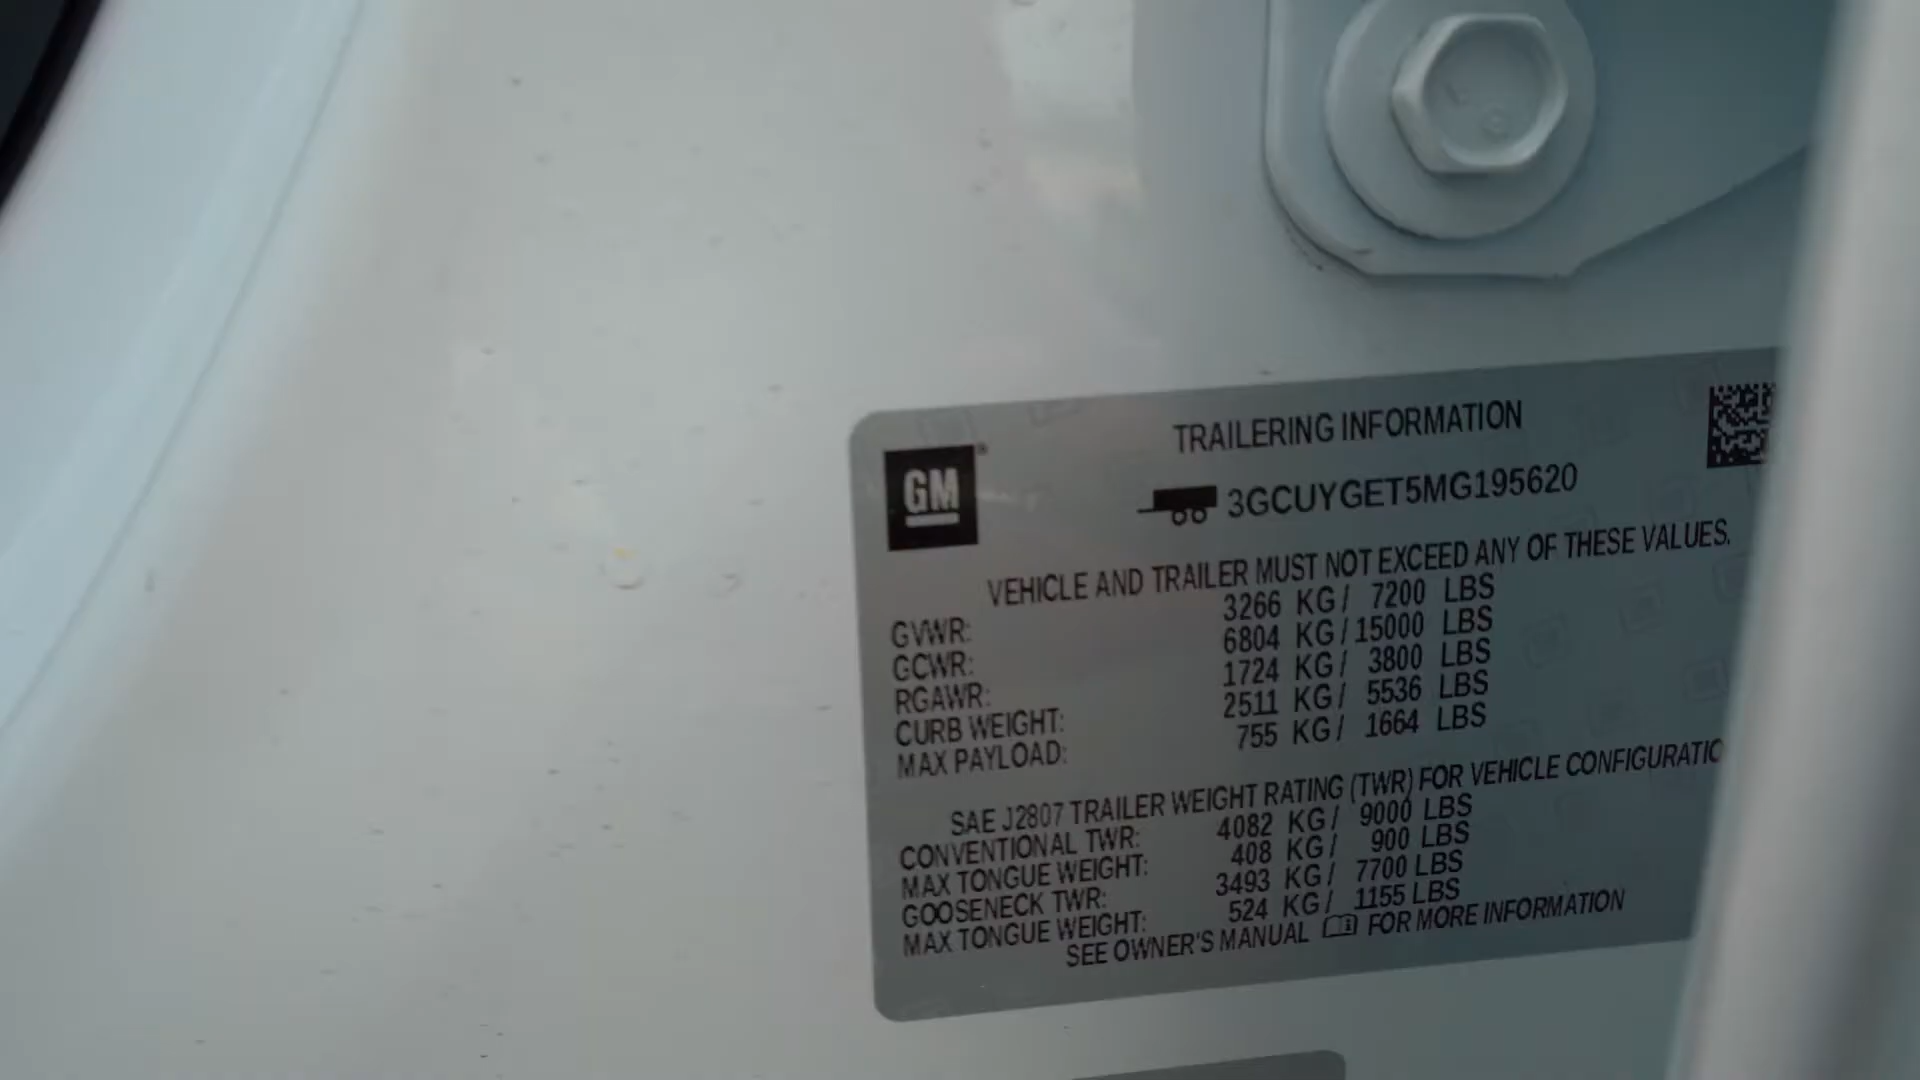 GM
TRAILERING INFORMATION
3GCUYGET5MG195620
VEHICLE AND TRAILER MUST NOT EXCEED ANY OF THESE VALUES.
GVWR: 3266 KG / 7200 LBS
GCWR: 6804 KG / 15000 LBS
RGAWR: 1724 KG / 3800 LBS
CURB WEIGHT: 2511 KG / 5536 LBS
MAX PAYLOAD: 755 KG / 1664 LBS
SAE J2807 TRAILER WEIGHT RATING (TWR) FOR VEHICLE CONFIGURATIO
CONVENTIONAL TWR: 4082 KG / 9000 LBS
MAX TONGUE WEIGHT: 408 KG / 900 LBS
GOOSENECK TWR: 3493 KG / 7700 LBS
MAX TONGUE WEIGHT: 524 KG / 1155 LBS
SEE OWNER'S MANUAL FOR MORE INFORMATION